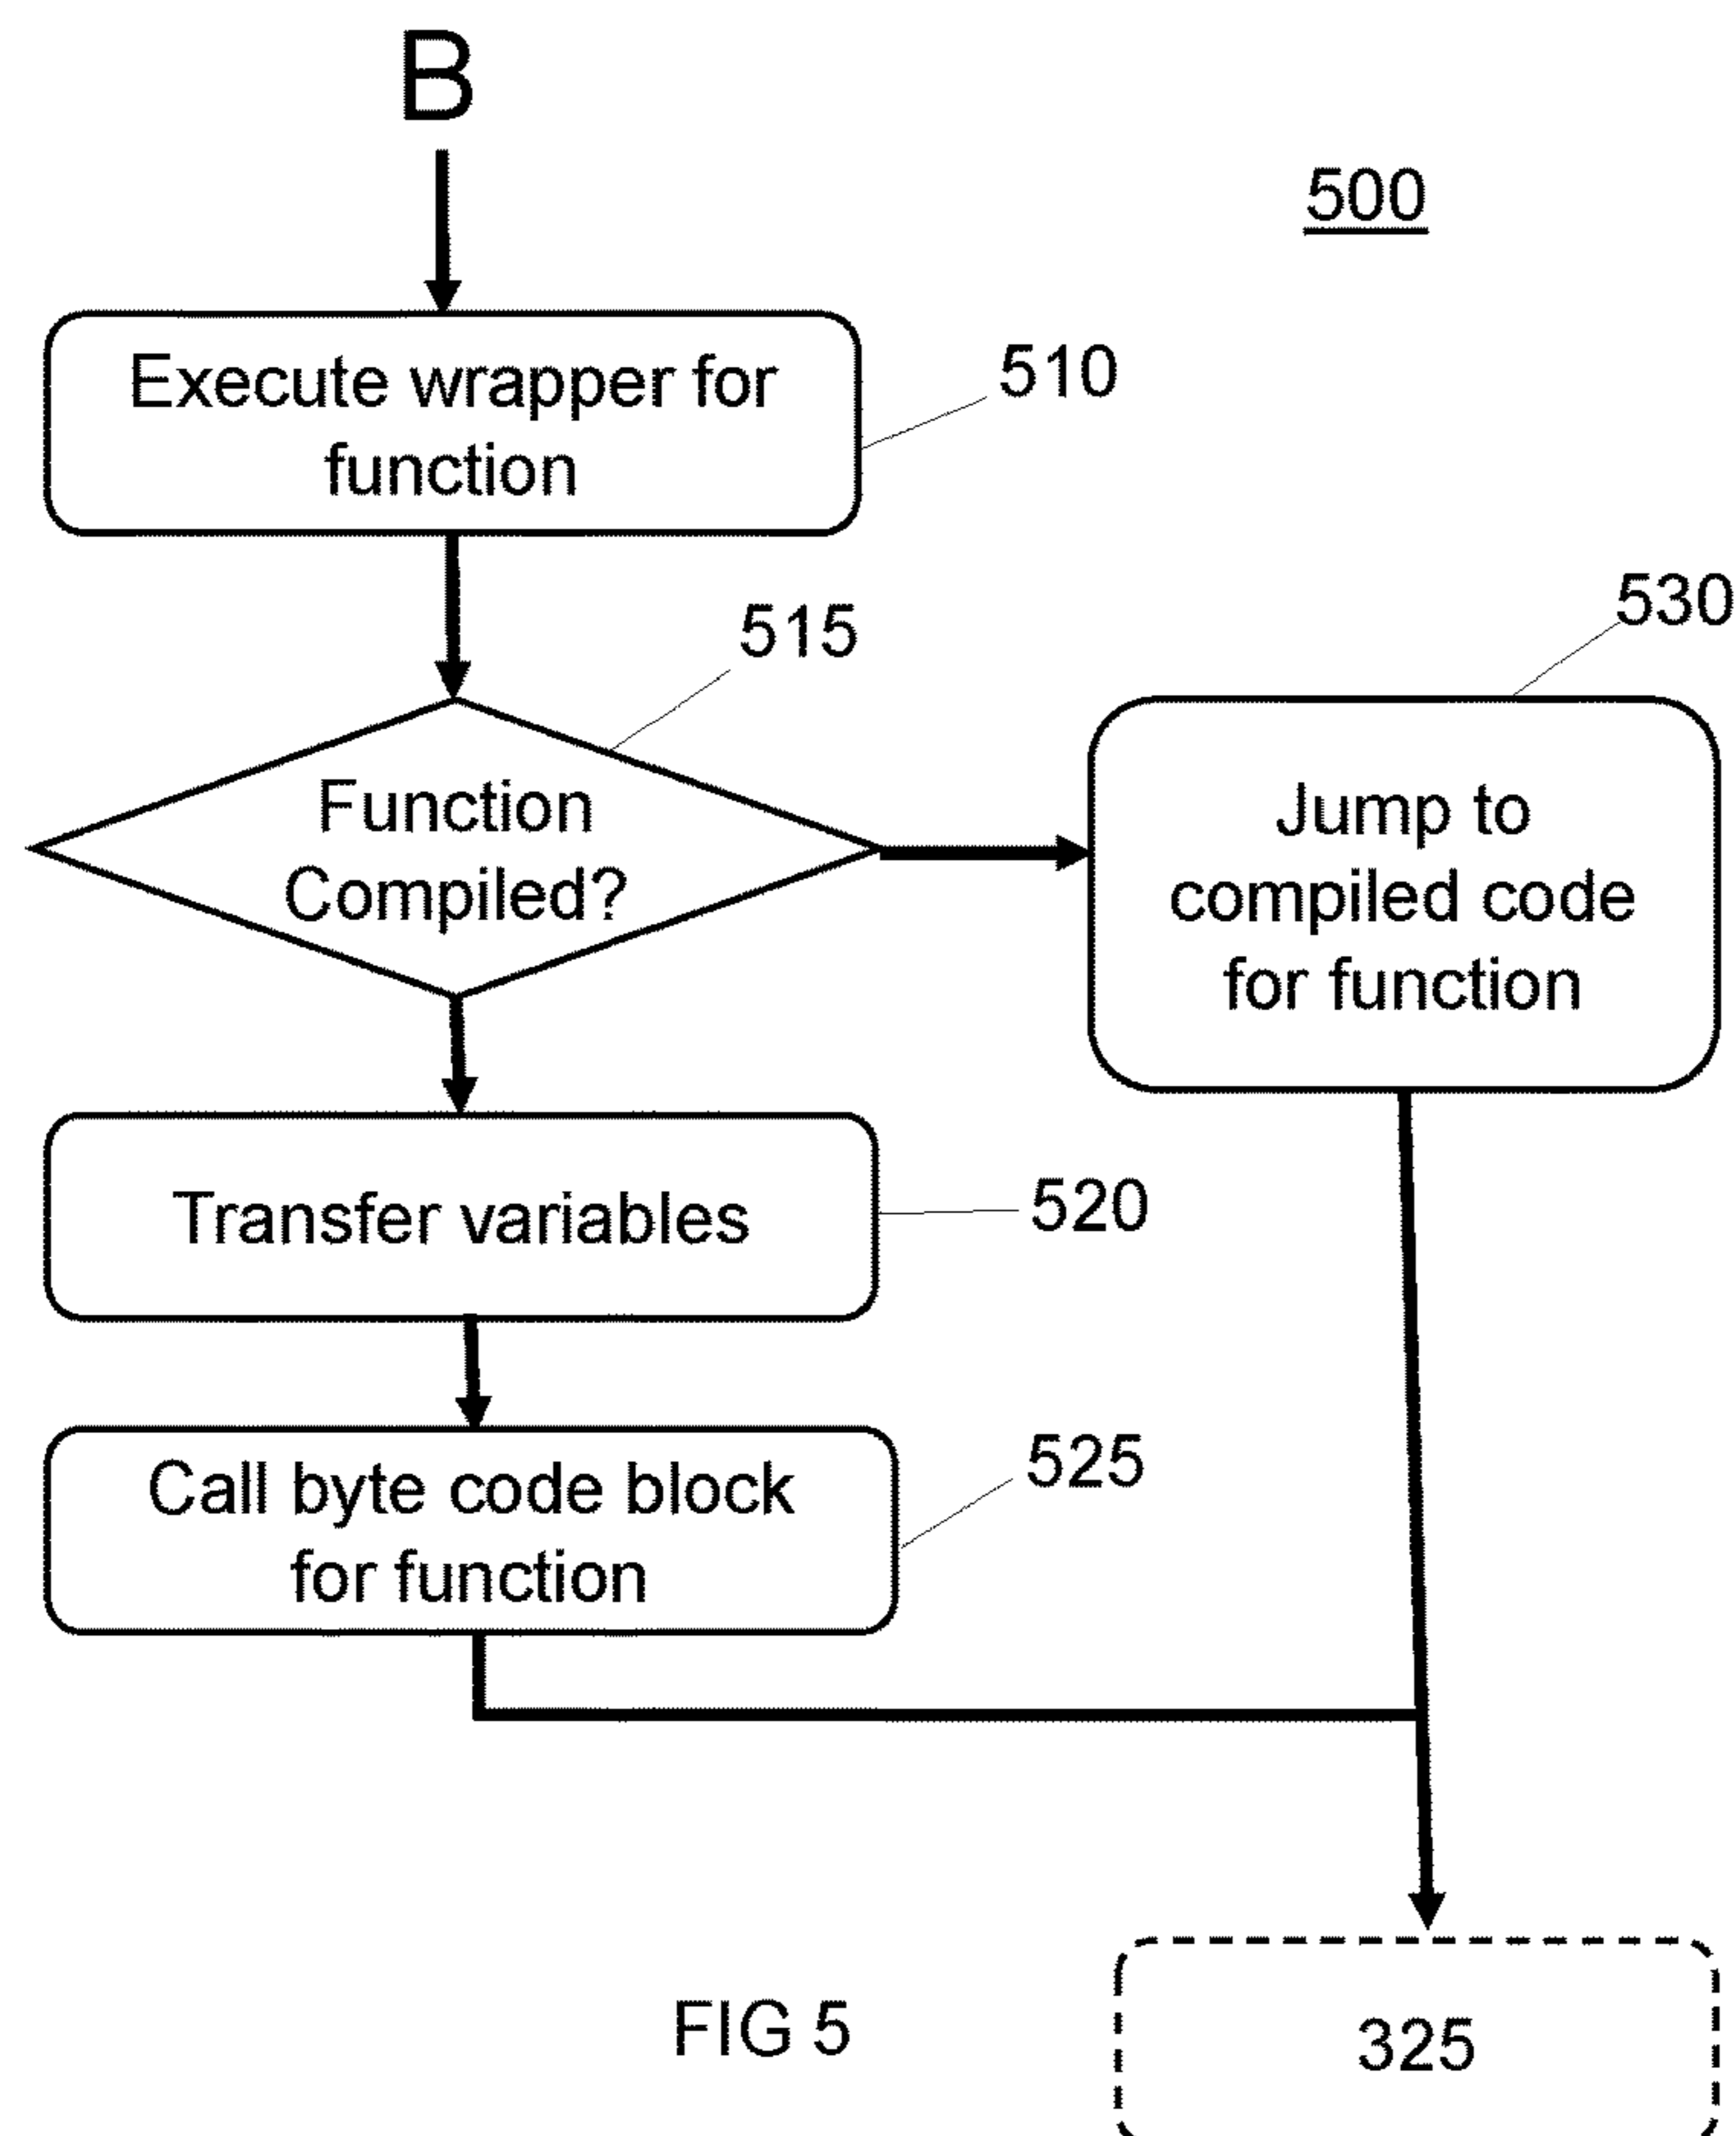 B
500
Execute wrapper for
function
510
515
530
Function
Compiled?
Jump to
compiled code
for function
Transfer variables
520
Call byte code block
for function
525
FIG 5
325